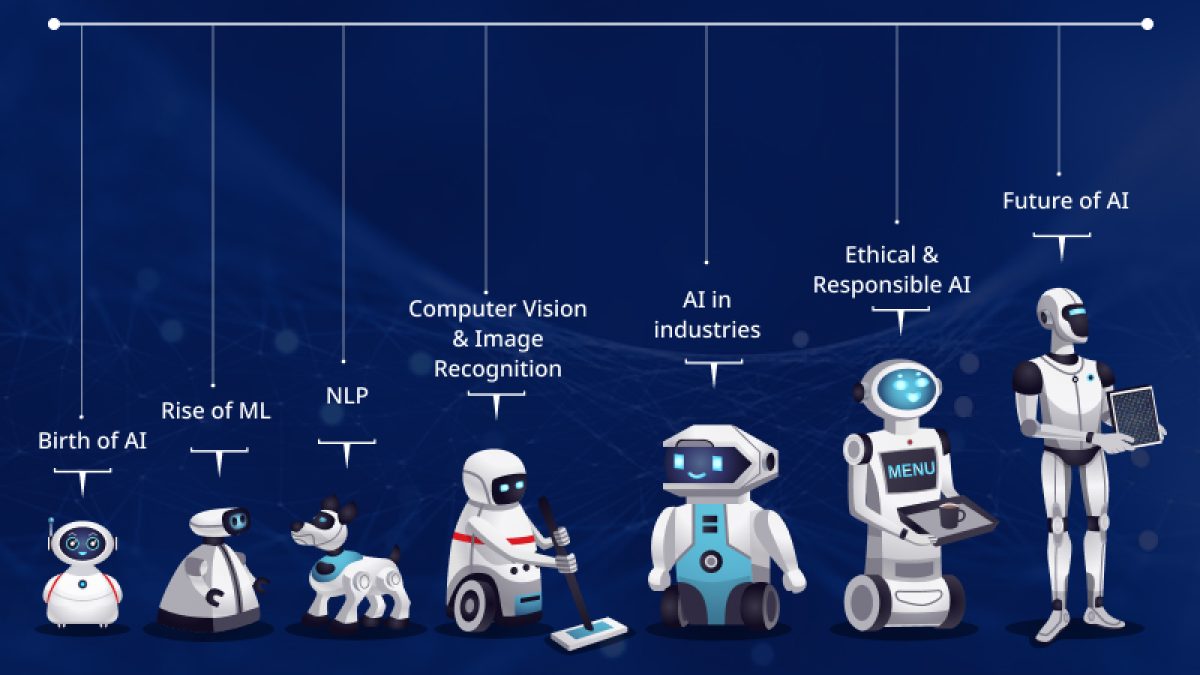 Birth of AI
Rise of ML
NLP
Computer Vision
& Image
Recognition
AI in
industries
Ethical &
Responsible AI
MENU
Future of AI